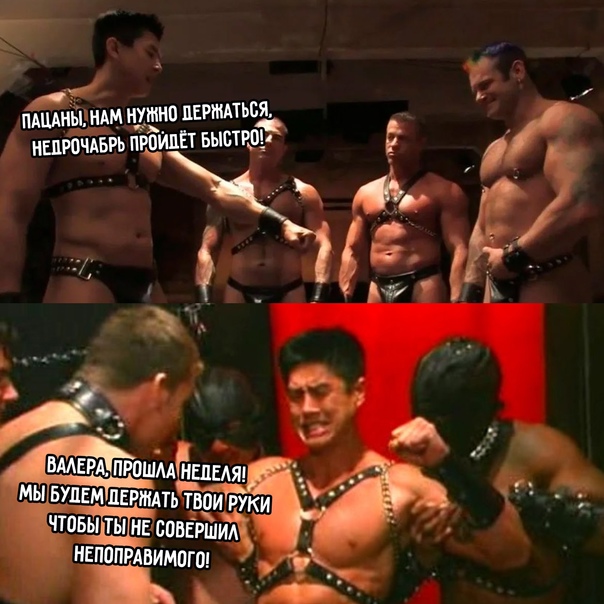 ПАЦАНЫ, НАМ НУЖНО ДЕРЖАТЬСЯ,
НЕДРОЧАБРЬ ПРОЙДЁТ БЫСТРО!
ВАЛЕРА, ПРОШЛА НЕДЕЛЯ!
МЫ БУДЕМ ДЕРЖАТЬ ТВОИ РУКИ
ЧТОБЫ ТЫ НЕ СОВЕРШИЛ
НЕПОПРАВИМОГО!